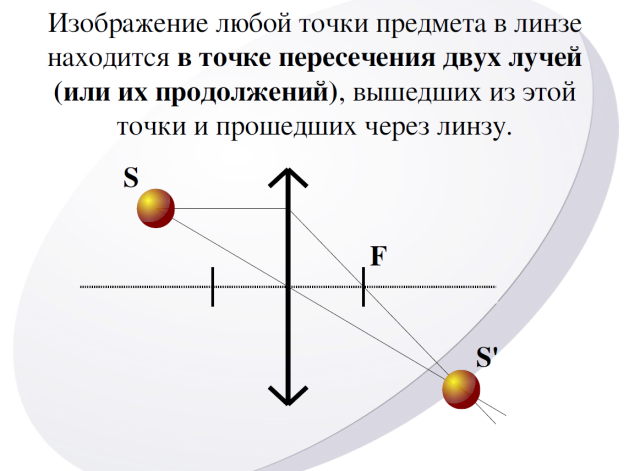 Изображение любой точки предмета в линзе
находится в точке пересечения двух лучей
(или их продолжений), вышедших из этой
точки и прошедших через линзу.
S
F
S'